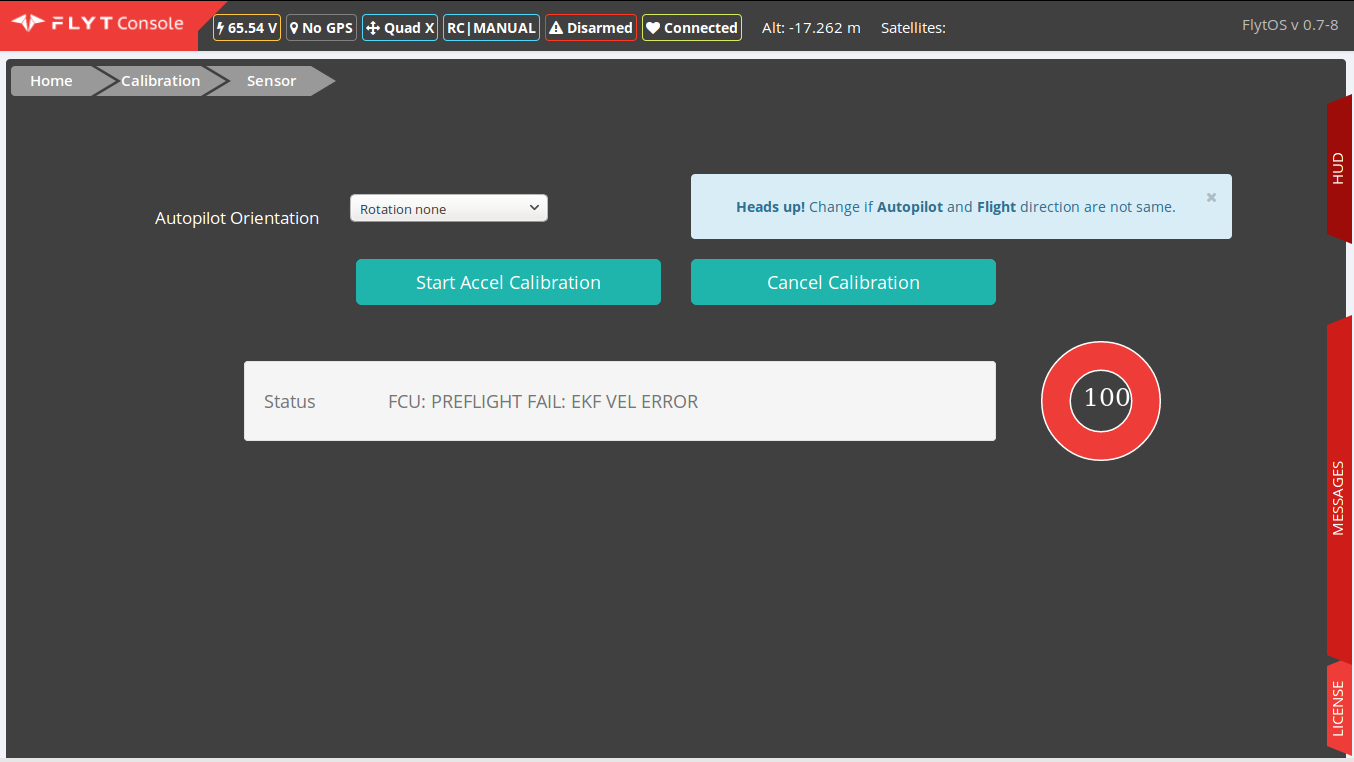 FLYT Console
65.54 V No GPS Quad X RC|MANUAL Disarmed Connected Alt: -17.262 m Satellites: FlytOS v 0.7-8
Home Calibration Sensor
HUD
Autopilot Orientation Rotation none
Heads up! Change if Autopilot and Flight direction are not same. ×
Start Accel Calibration Cancel Calibration
Status FCU: PREFLIGHT FAIL: EKF VEL ERROR
100
MESSAGES
LICENSE